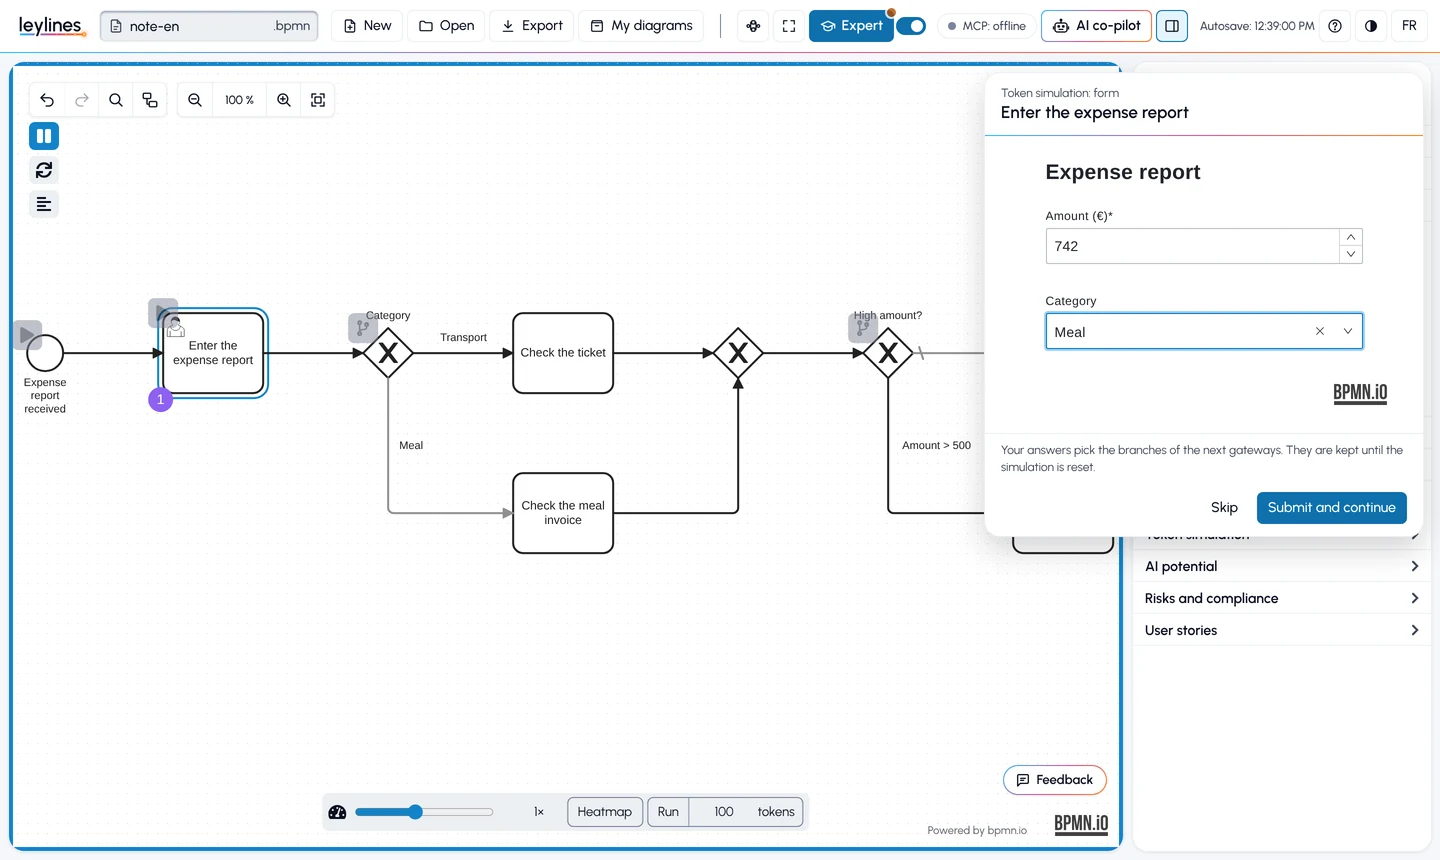 leylines
note-en .bpmn
New
Open
Export
My diagrams
Expert
MCP: offline
AI co-pilot
Autosave: 12:39:00 PM
FR
100 %
Token simulation: form
Enter the expense report
Expense report
Amount (€)*
742
Category
Meal
BPMN.iO
Your answers pick the branches of the next gateways. They are kept until the
simulation is reset.
Skip
Submit and continue
Expense
report
received
Enter the
expense report
1
Category
X
Transport
Meal
Check the ticket
Check the meal
invoice
X
High amount?
X
Amount > 500
Token simulation
AI potential
Risks and compliance
User stories
Feedback
1×
Heatmap
Run
100
tokens
Powered by bpmn.io
BPMN.iO